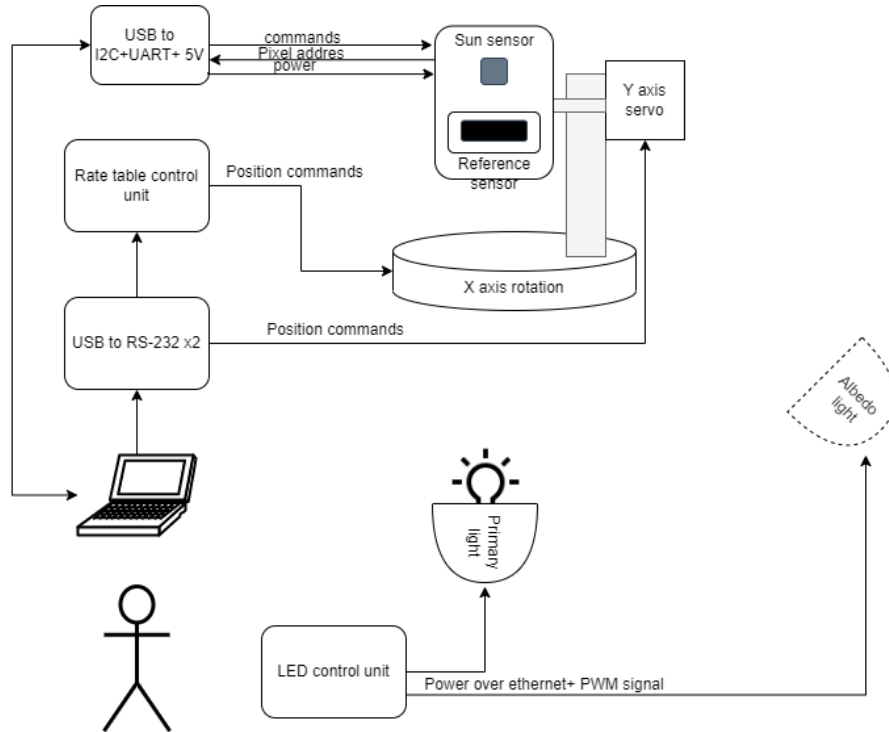 USB to
I2C+UART+ 5V
commands
Pixel addres
power
Sun sensor
Y axis
servo
Reference
sensor
Rate table control
unit
Position commands
X axis rotation
USB to RS-232 x2
Position commands
Albedo
light
Primary
light
LED control unit
Power over ethernet+ PWM signal